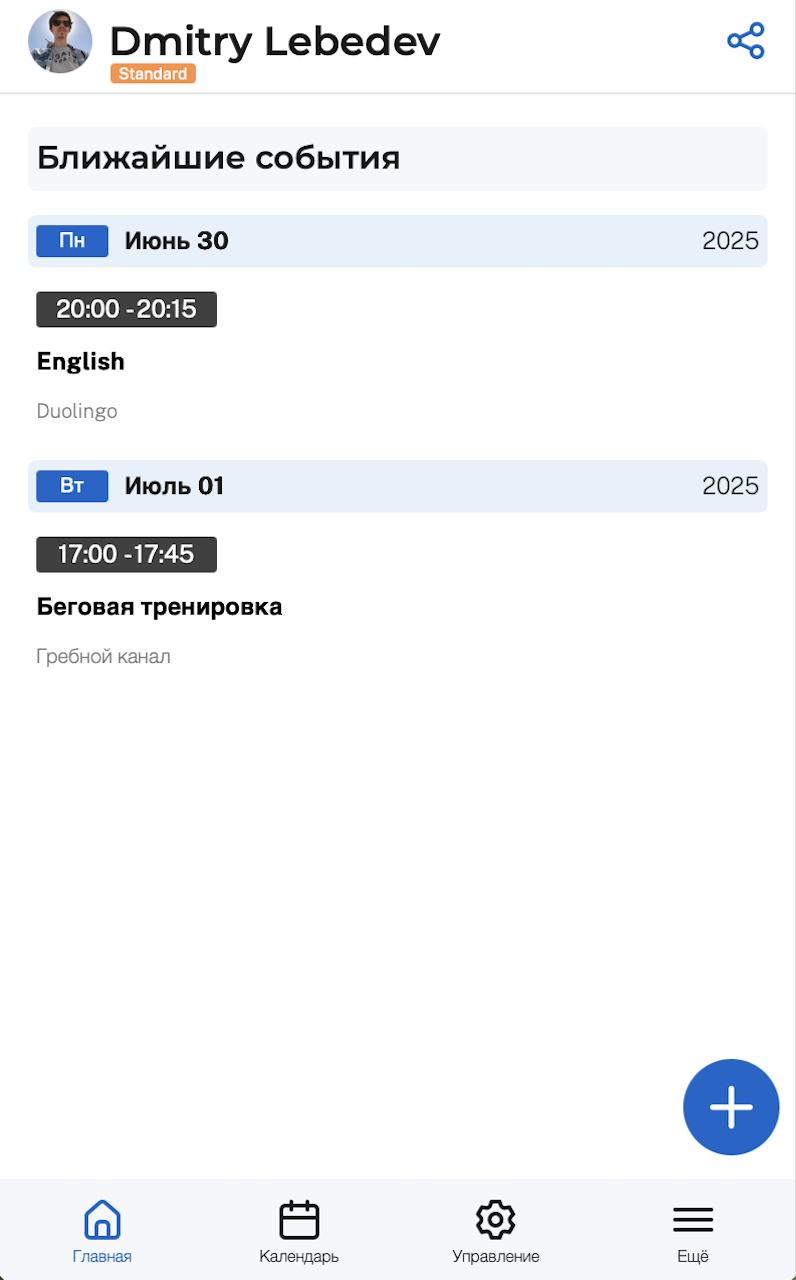 Dmitry Lebedev
Standard
Ближайшие события
Пн Июнь 30 2025
20:00 -20:15
English
Duolingo
Вт Июль 01 2025
17:00 -17:45
Беговая тренировка
Гребной канал
Главная Календарь Управление Ещё